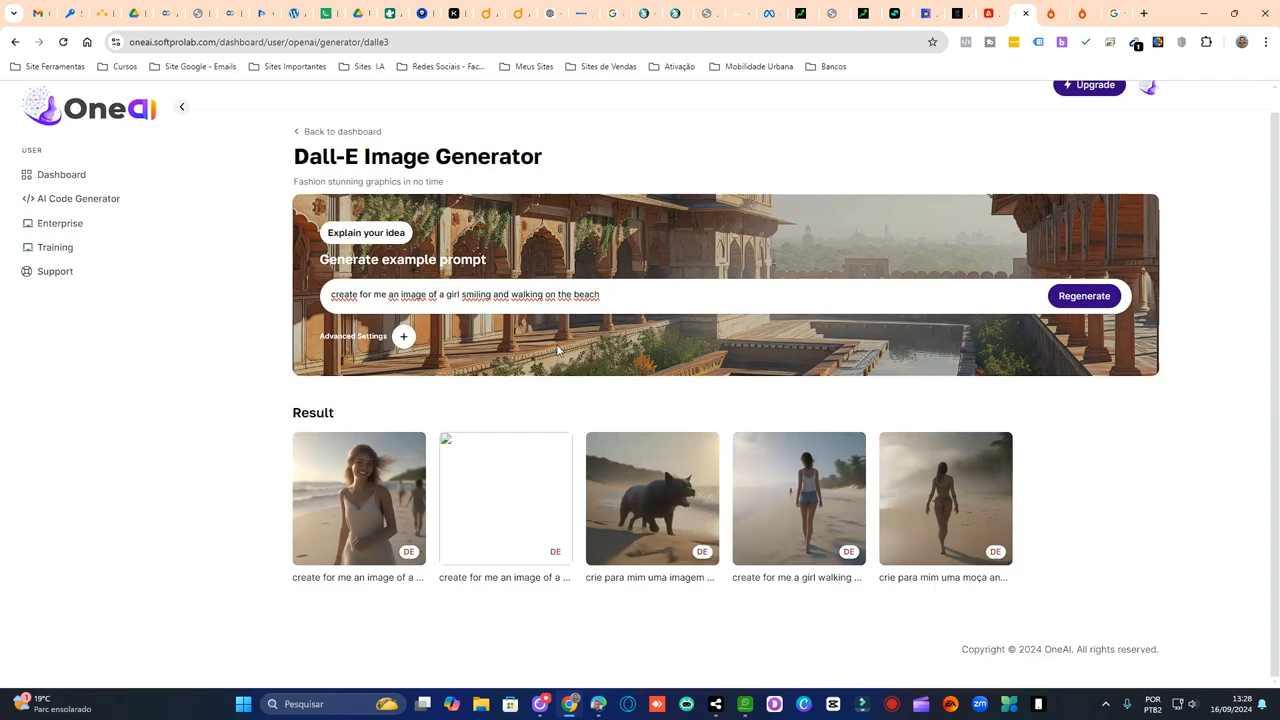 oneai.softprolab.com/dashboard/user/openai/generator/dalle3
Site Ferramentas
Cursos
Site Google - Emails
Sites Importantes
Sites I.A
Redes Sociais - Fac...
Meus Sites
Sites de Vendas
Ativação
Mobilidade Urbana
Bancos
OneAI
Upgrade
USER
Dashboard
AI Code Generator
Enterprise
Training
Support
Back to dashboard
Dall-E Image Generator
Fashion stunning graphics in no time
Explain your idea
Generate example prompt
create for me an image of a girl smiling and walking on the beach
Regenerate
Advanced Settings
Result
DE
DE
DE
DE
DE
create for me an image of a ...
create for me an image of a ...
crie para mim uma imagem ...
create for me a girl walking ...
crie para mim uma moça an...
Copyright © 2024 OneAI. All rights reserved.
1
19°C
Parc ensolarado
Pesquisar
EA
zm
POR
PTB2
13:28
16/09/2024